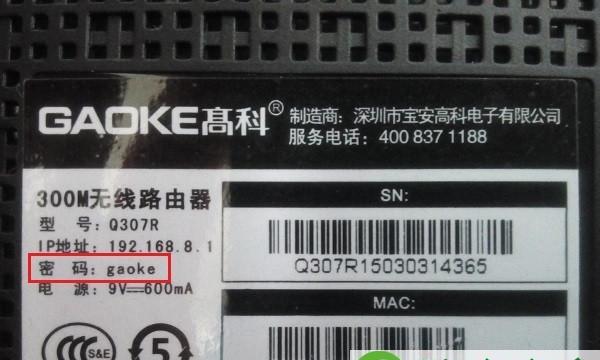 GAOKE高科® 制造商：深圳市宝安高科电子有限公司
服务电话：400 837 1188
300M无线路由器
型 号：Q307R
IP地址：192.168.8.1
密 码：gaoke
电 源：9V⎓600mA
CCC S&E
5
SN:
Q307R15030314365
MAC: